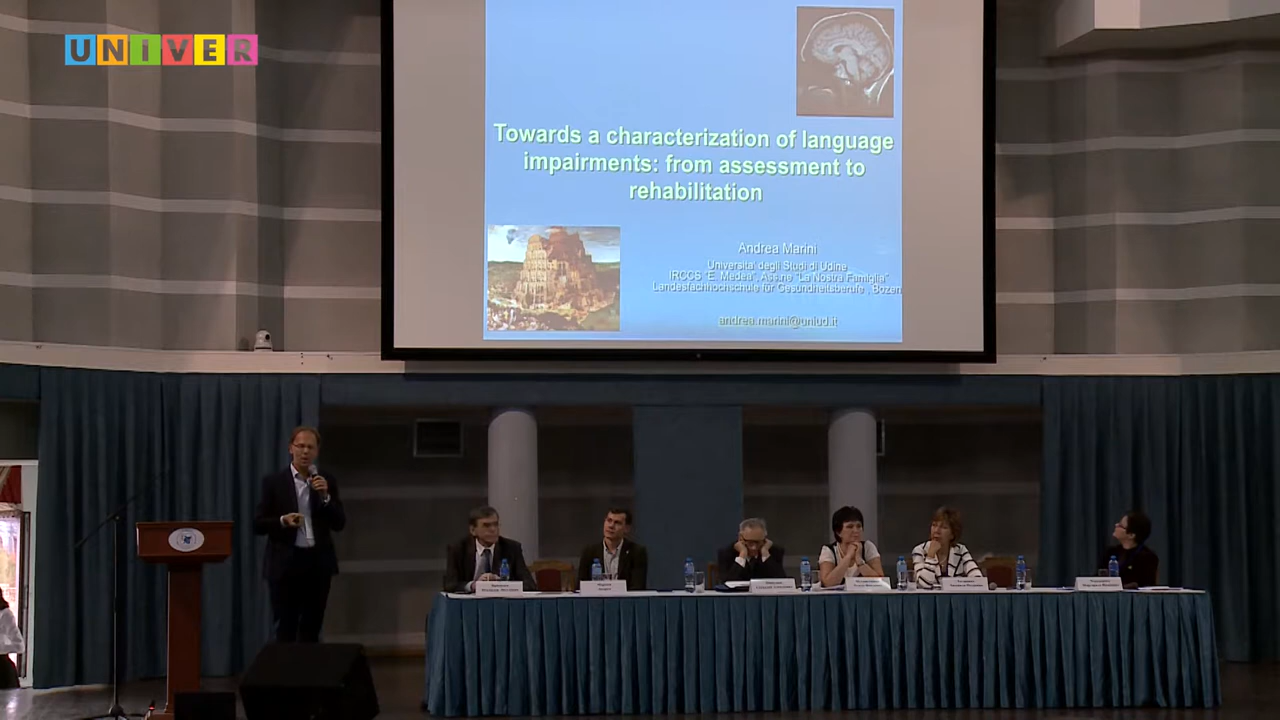 UNIVER
Towards a characterization of language
impairments: from assessment to
rehabilitation
Andrea Marini
Università degli Studi di Udine
IRCCS "E. Medea", Ass.ne "La Nostra Famiglia"
Landesfachhochschule für Gesundheitsberufe , Bozen
andrea.marini@uniud.it